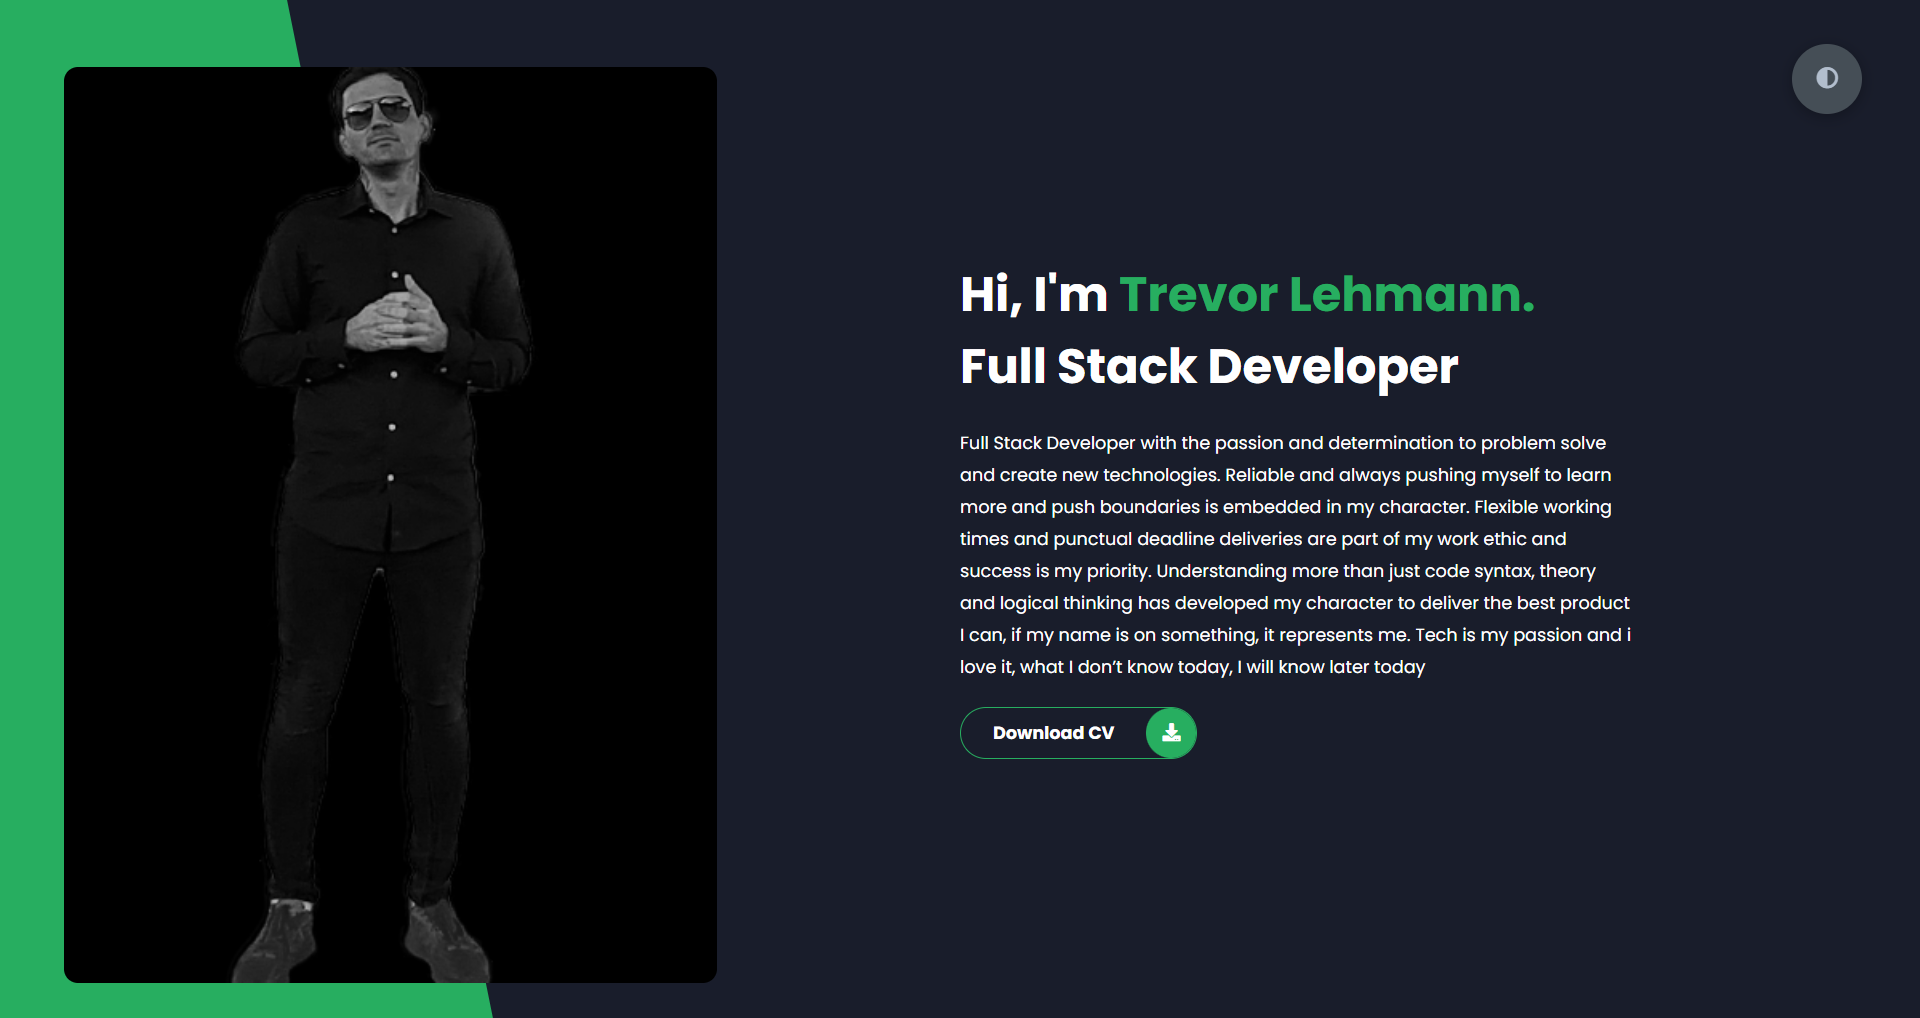 Hi, I'm Trevor Lehmann.
Full Stack Developer
Full Stack Developer with the passion and determination to problem solve
and create new technologies. Reliable and always pushing myself to learn
more and push boundaries is embedded in my character. Flexible working
times and punctual deadline deliveries are part of my work ethic and
success is my priority. Understanding more than just code syntax, theory
and logical thinking has developed my character to deliver the best product
I can, if my name is on something, it represents me. Tech is my passion and i
love it, what I don’t know today, I will know later today
Download CV